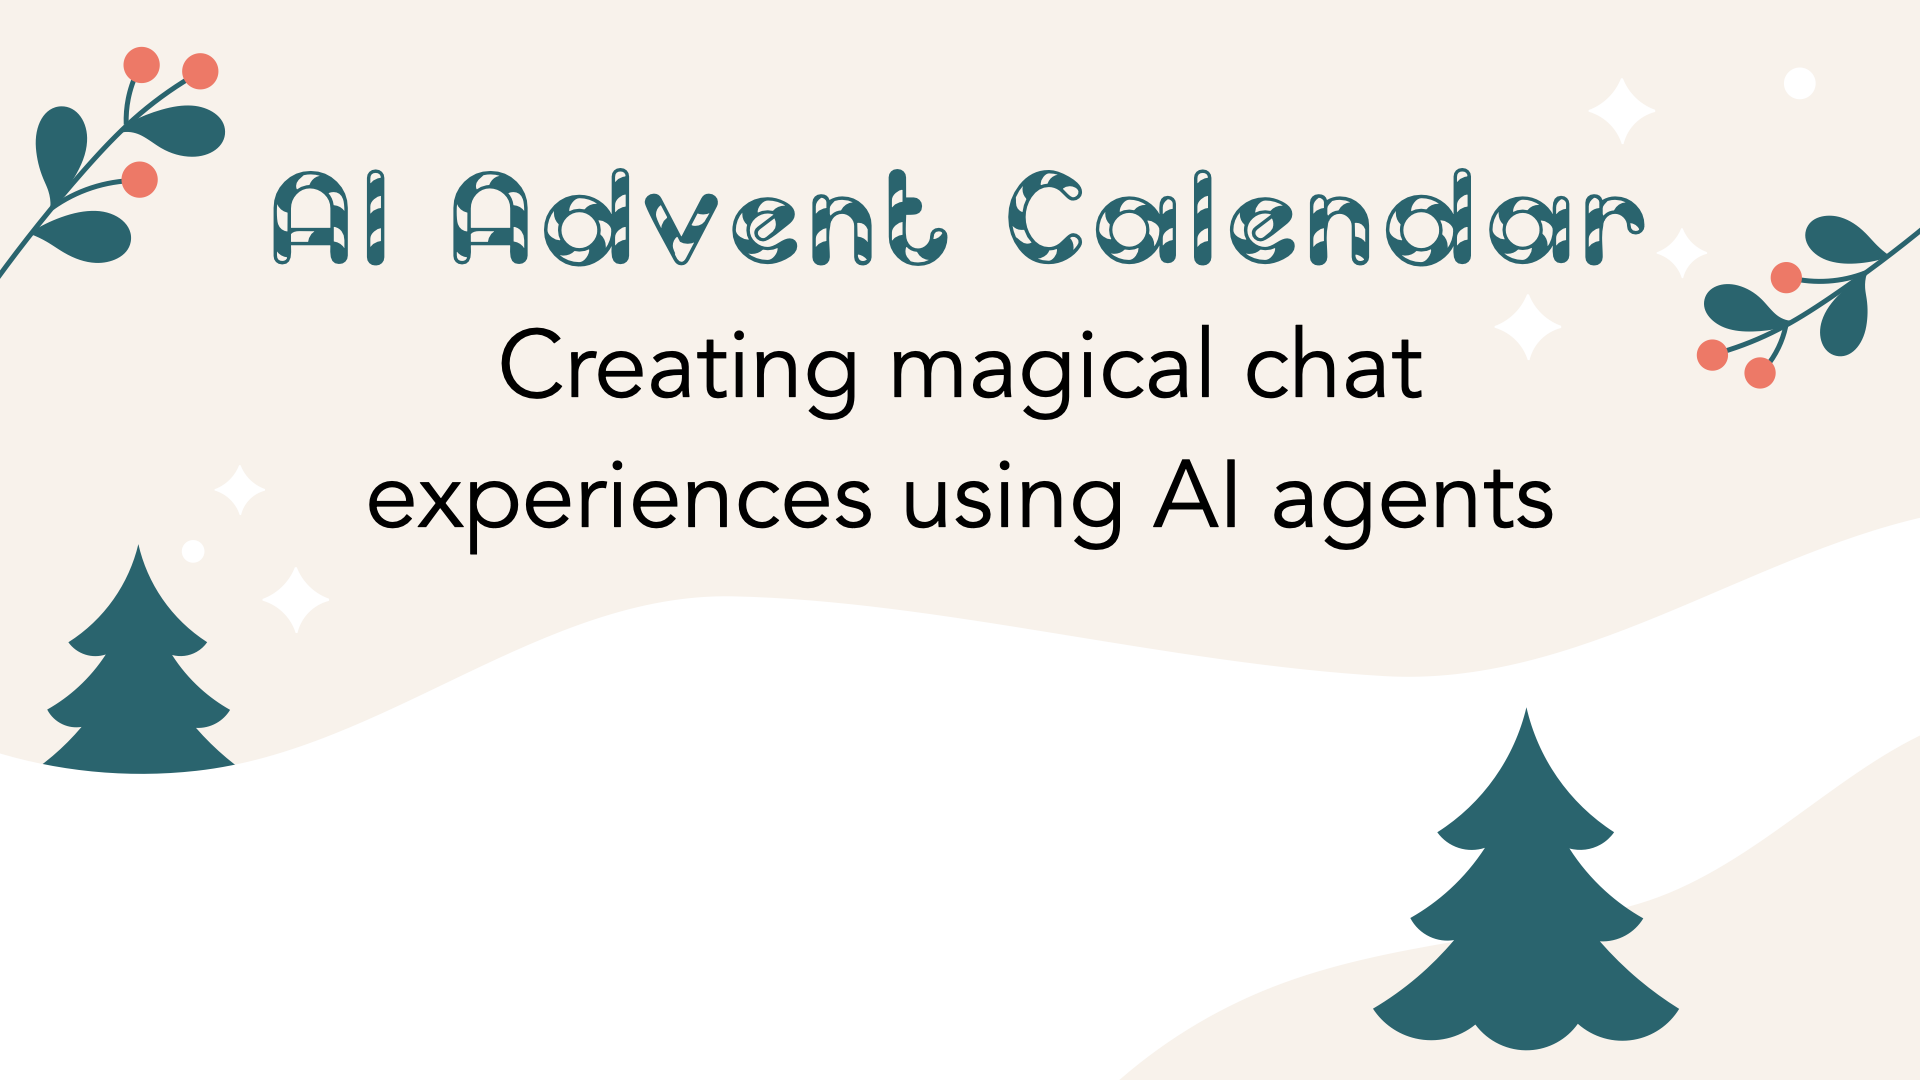 AI Advent Calendar
Creating magical chat
experiences using AI agents